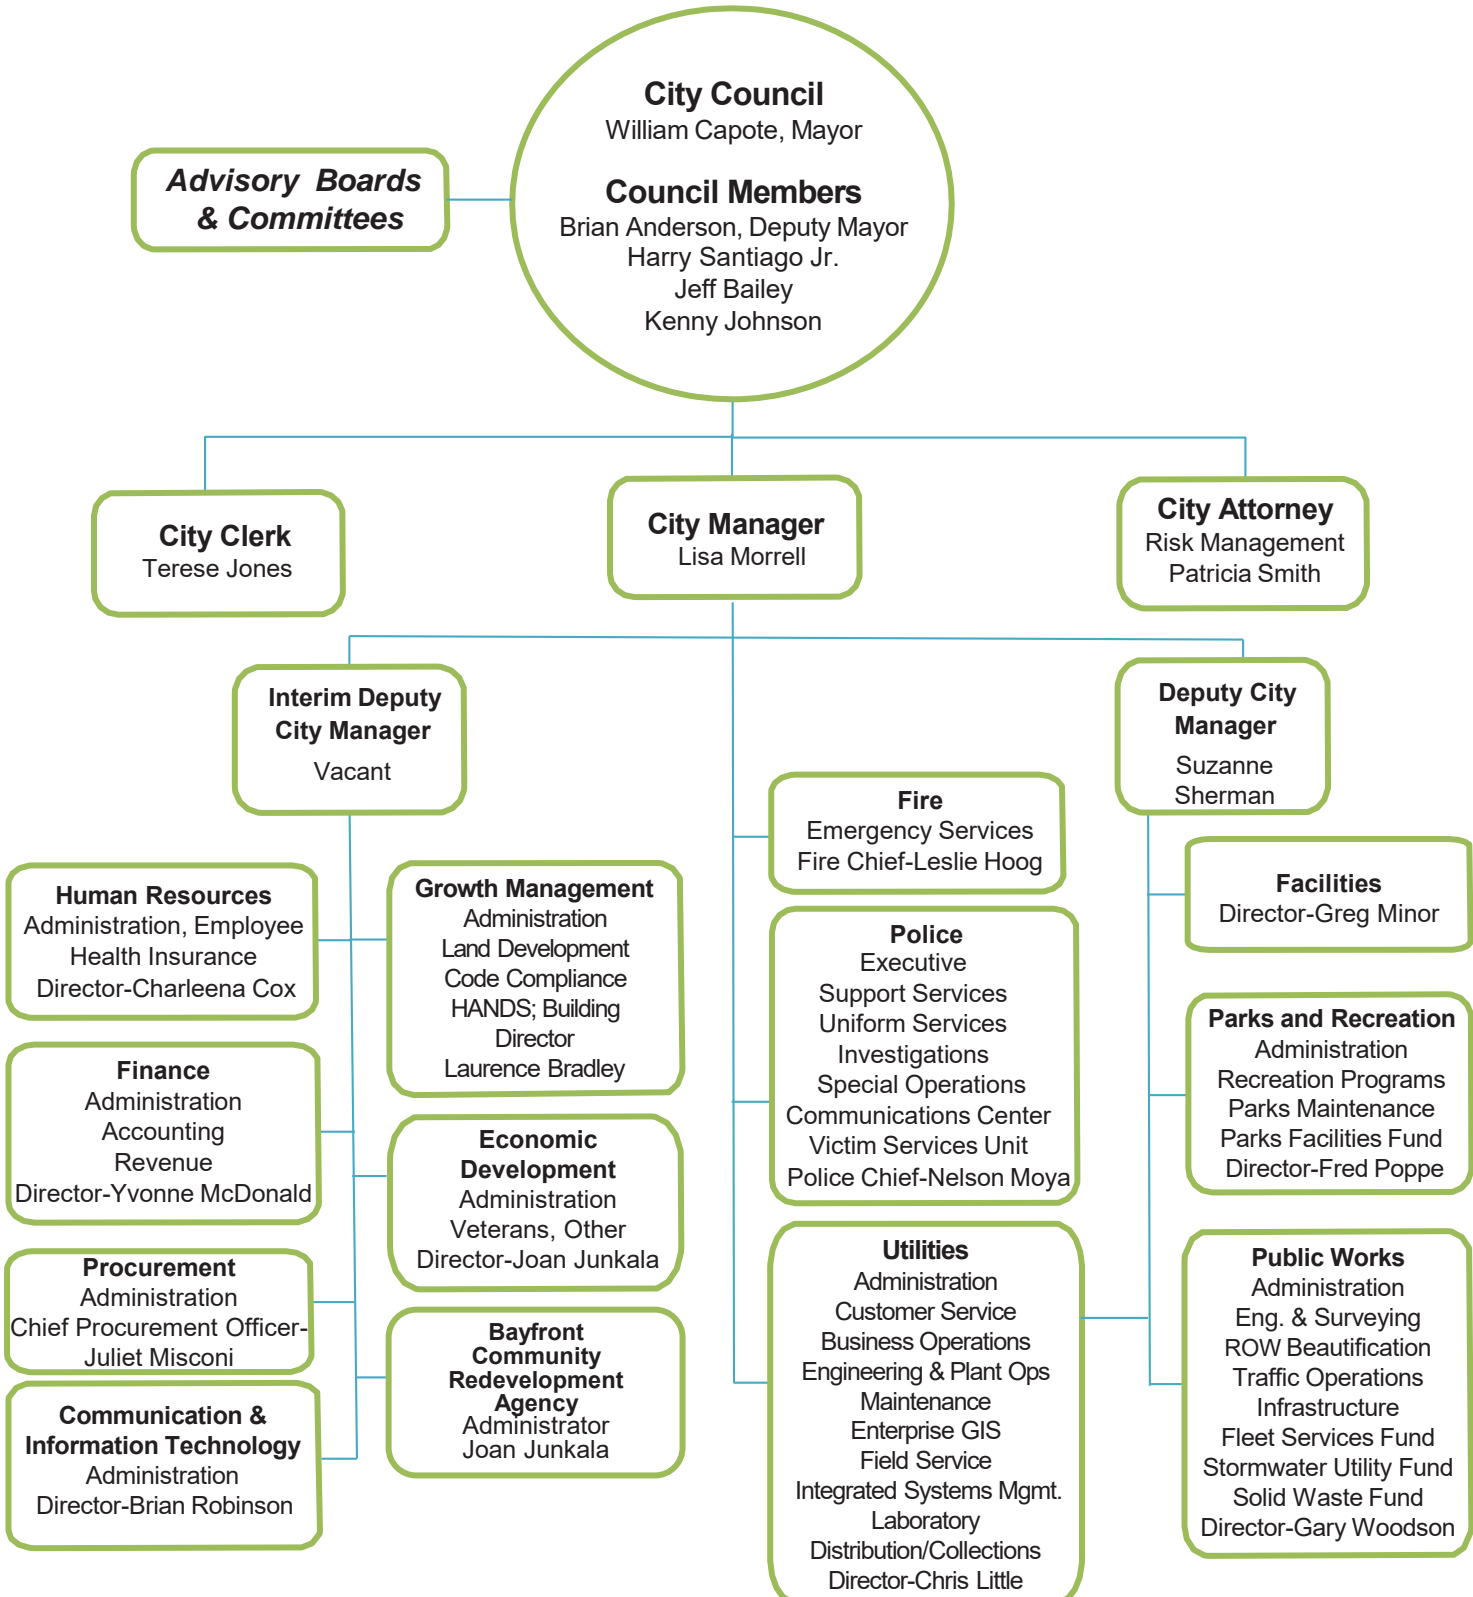 City Council
William Capote, Mayor
Council Members
Brian Anderson, Deputy Mayor
Harry Santiago Jr.
Jeff Bailey
Kenny Johnson
Advisory Boards
& Committees
City Clerk
Terese Jones
City Manager
Lisa Morrell
City Attorney
Risk Management
Patricia Smith
Interim Deputy
City Manager
Vacant
Deputy City
Manager
Suzanne
Sherman
Human Resources
Administration, Employee
Health Insurance
Director-Charleena Cox
Finance
Administration
Accounting
Revenue
Director-Yvonne McDonald
Procurement
Administration
Chief Procurement Officer-
Juliet Misconi
Communication &
Information Technology
Administration
Director-Brian Robinson
Growth Management
Administration
Land Development
Code Compliance
HANDS; Building
Director
Laurence Bradley
Economic
Development
Administration
Veterans, Other
Director-Joan Junkala
Bayfront
Community
Redevelopment
Agency
Administrator
Joan Junkala
Fire
Emergency Services
Fire Chief-Leslie Hoog
Police
Executive
Support Services
Uniform Services
Investigations
Special Operations
Communications Center
Victim Services Unit
Police Chief-Nelson Moya
Utilities
Administration
Customer Service
Business Operations
Engineering & Plant Ops
Maintenance
Enterprise GIS
Field Service
Integrated Systems Mgmt.
Laboratory
Distribution/Collections
Director-Chris Little
Facilities
Director-Greg Minor
Parks and Recreation
Administration
Recreation Programs
Parks Maintenance
Parks Facilities Fund
Director-Fred Poppe
Public Works
Administration
Eng. & Surveying
ROW Beautification
Traffic Operations
Infrastructure
Fleet Services Fund
Stormwater Utility Fund
Solid Waste Fund
Director-Gary Woodson